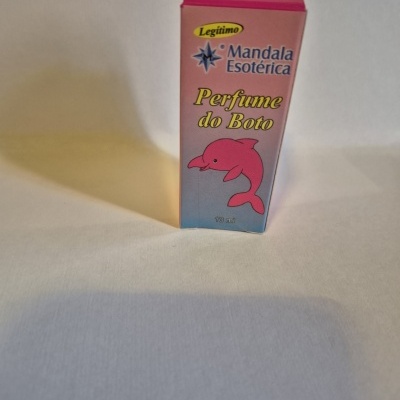 Legítimo
Mandala
Esotérica
Perfume
do Boto